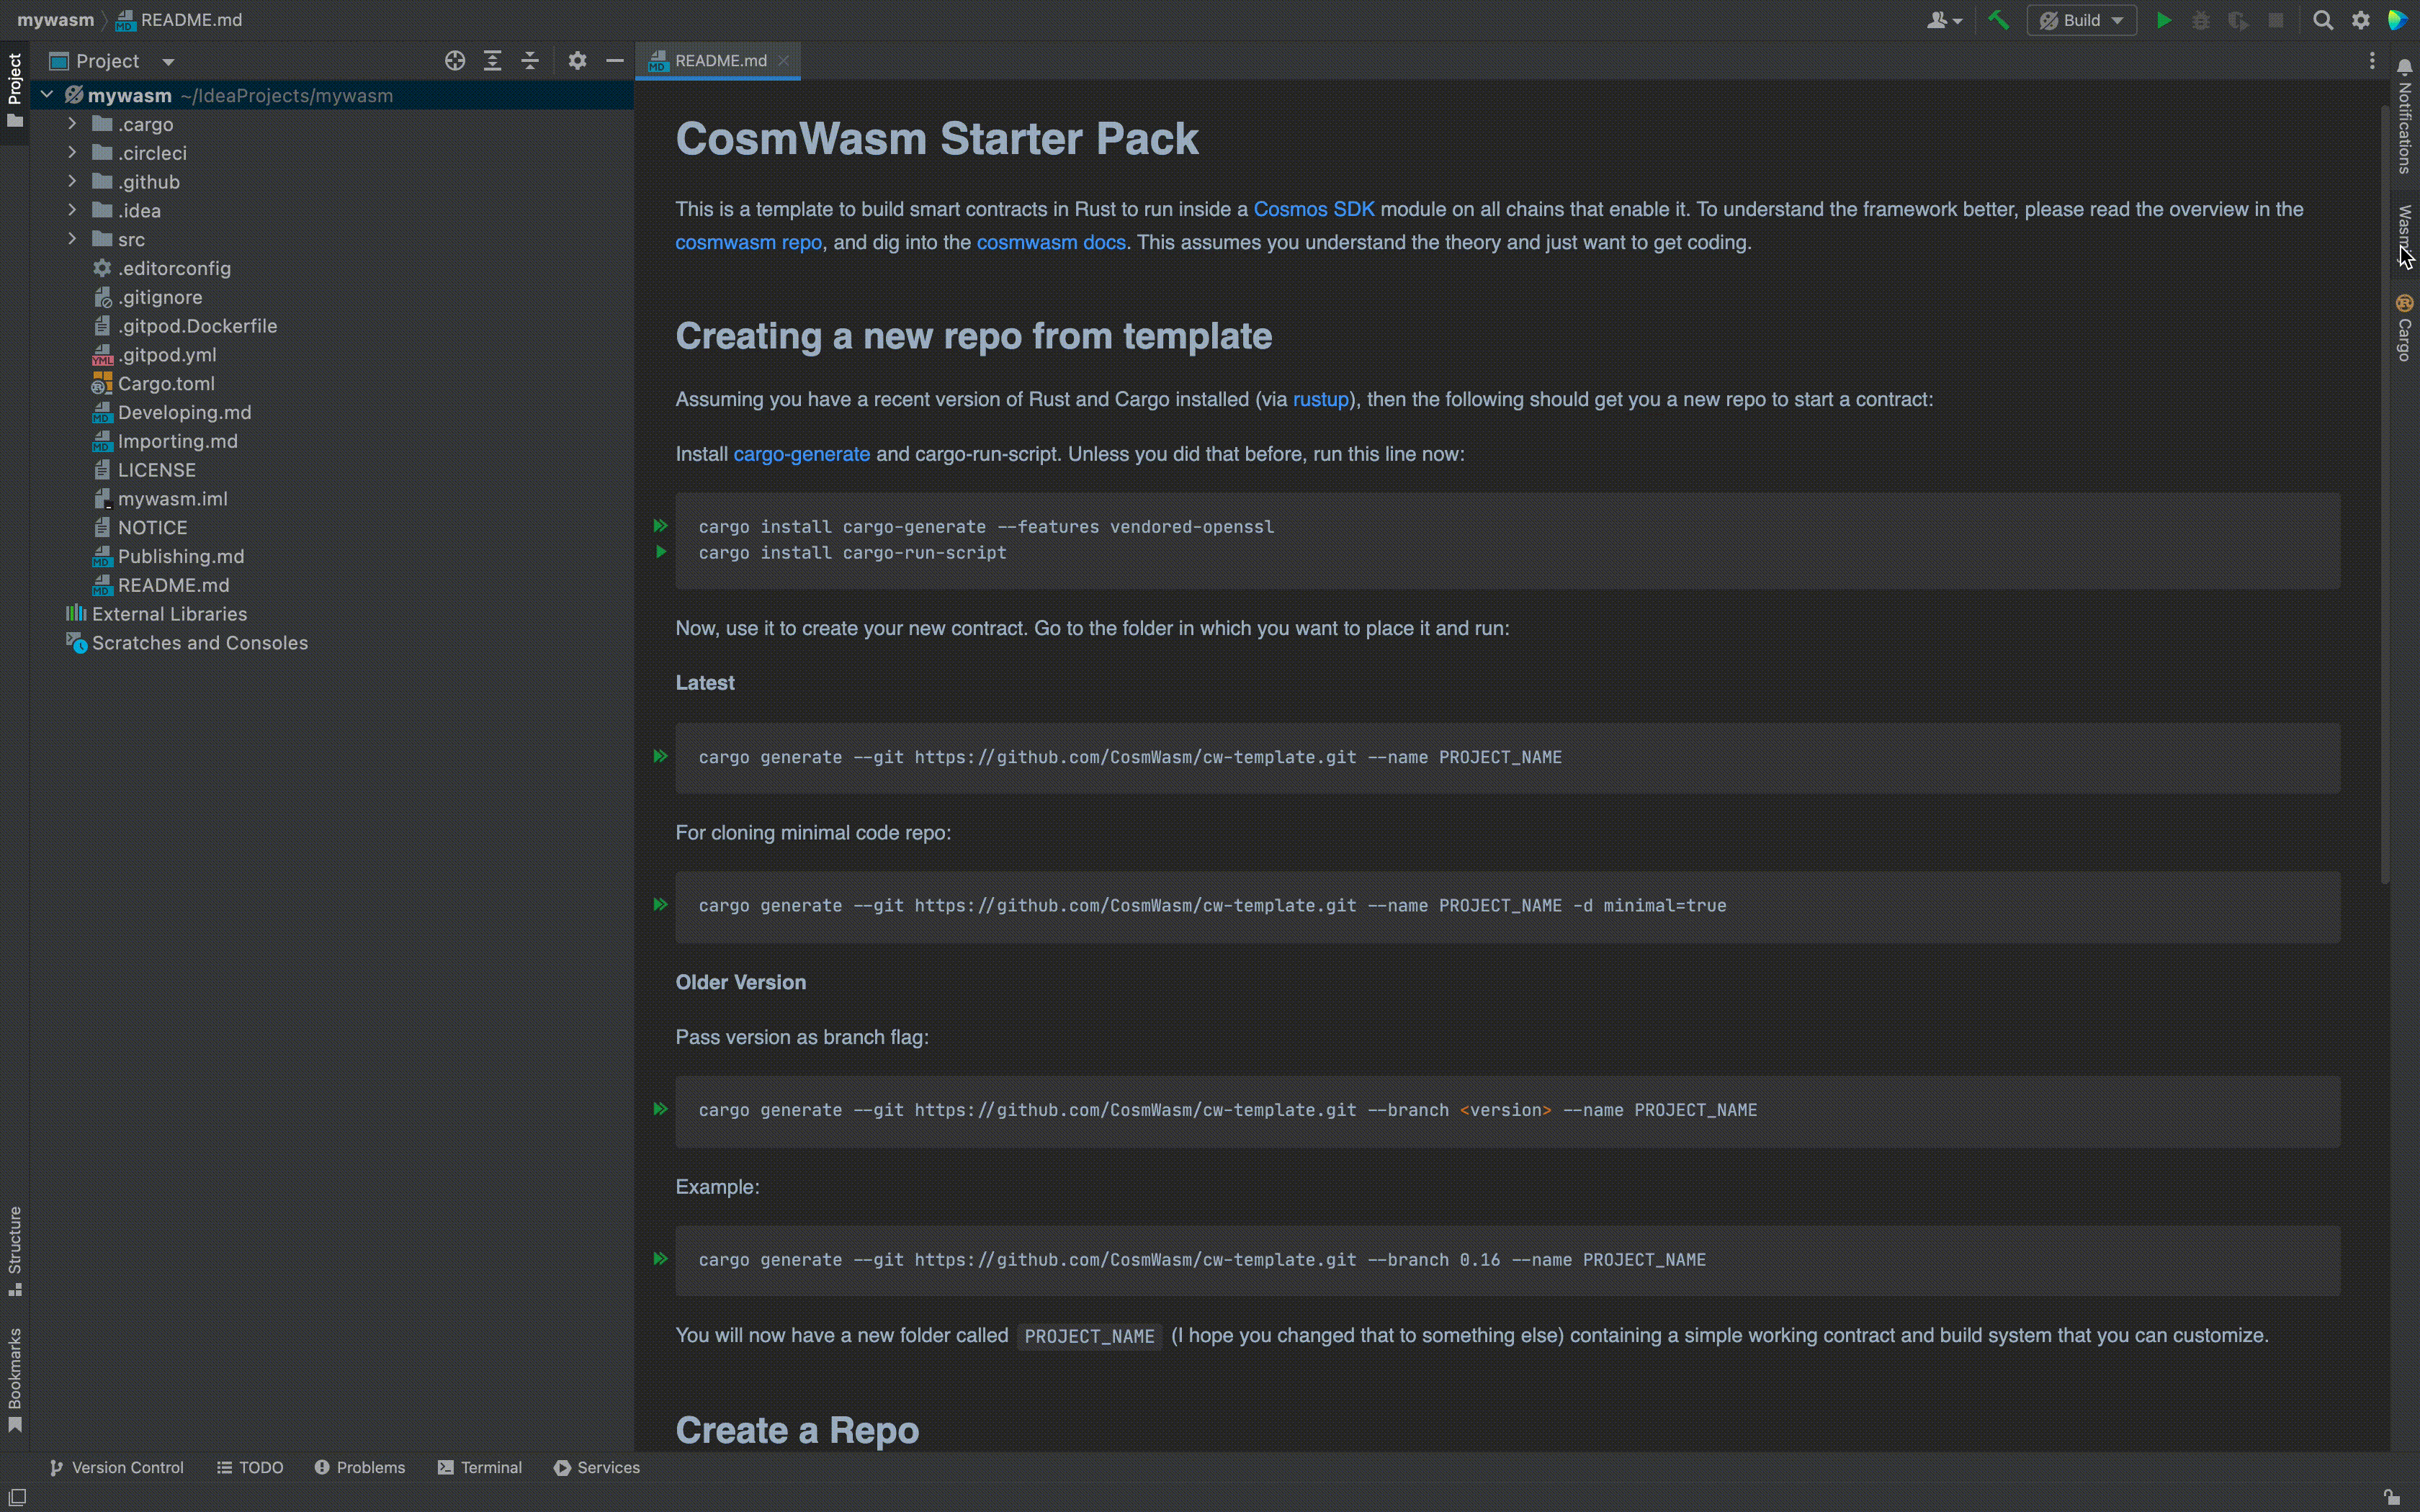 mywasm README.md
Build
Project
README.md
Project
mywasm ~/IdeaProjects/mywasm
.cargo
.circleci
.github
.idea
src
.editorconfig
.gitignore
.gitpod.Dockerfile
.gitpod.yml
Cargo.toml
Developing.md
Importing.md
LICENSE
mywasm.iml
NOTICE
Publishing.md
README.md
External Libraries
Scratches and Consoles
Structure
Bookmarks
CosmWasm Starter Pack
This is a template to build smart contracts in Rust to run inside a Cosmos SDK module on all chains that enable it. To understand the framework better, please read the overview in the
cosmwasm repo, and dig into the cosmwasm docs. This assumes you understand the theory and just want to get coding.
Creating a new repo from template
Assuming you have a recent version of Rust and Cargo installed (via rustup), then the following should get you a new repo to start a contract:
Install cargo-generate and cargo-run-script. Unless you did that before, run this line now:
cargo install cargo-generate --features vendored-openssl
cargo install cargo-run-script
Now, use it to create your new contract. Go to the folder in which you want to place it and run:
Latest
cargo generate --git https://github.com/CosmWasm/cw-template.git --name PROJECT_NAME
For cloning minimal code repo:
cargo generate --git https://github.com/CosmWasm/cw-template.git --name PROJECT_NAME -d minimal=true
Older Version
Pass version as branch flag:
cargo generate --git https://github.com/CosmWasm/cw-template.git --branch <version> --name PROJECT_NAME
Example:
cargo generate --git https://github.com/CosmWasm/cw-template.git --branch 0.16 --name PROJECT_NAME
You will now have a new folder called PROJECT_NAME (I hope you changed that to something else) containing a simple working contract and build system that you can customize.
Create a Repo
Notifications
Cargo
Version Control
TODO
Problems
Terminal
Services